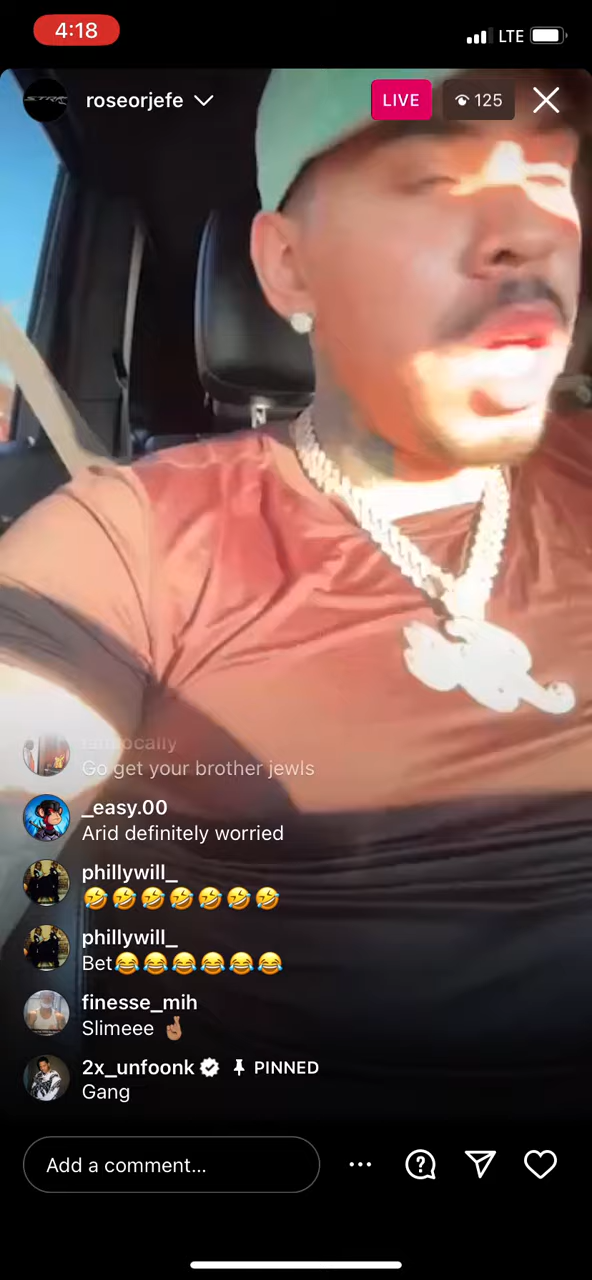 4:18
LTE
roseorjefe
LIVE
125
Go get your brother jewls
_easy.00
Arid definitely worried
phillywill_
🤣🤣🤣🤣🤣🤣🤣
phillywill_
Bet😂😂😂😂😂😂
finesse_mih
Slimeee 🤞🏽
2x_unfoonk PINNED
Gang
Add a comment...